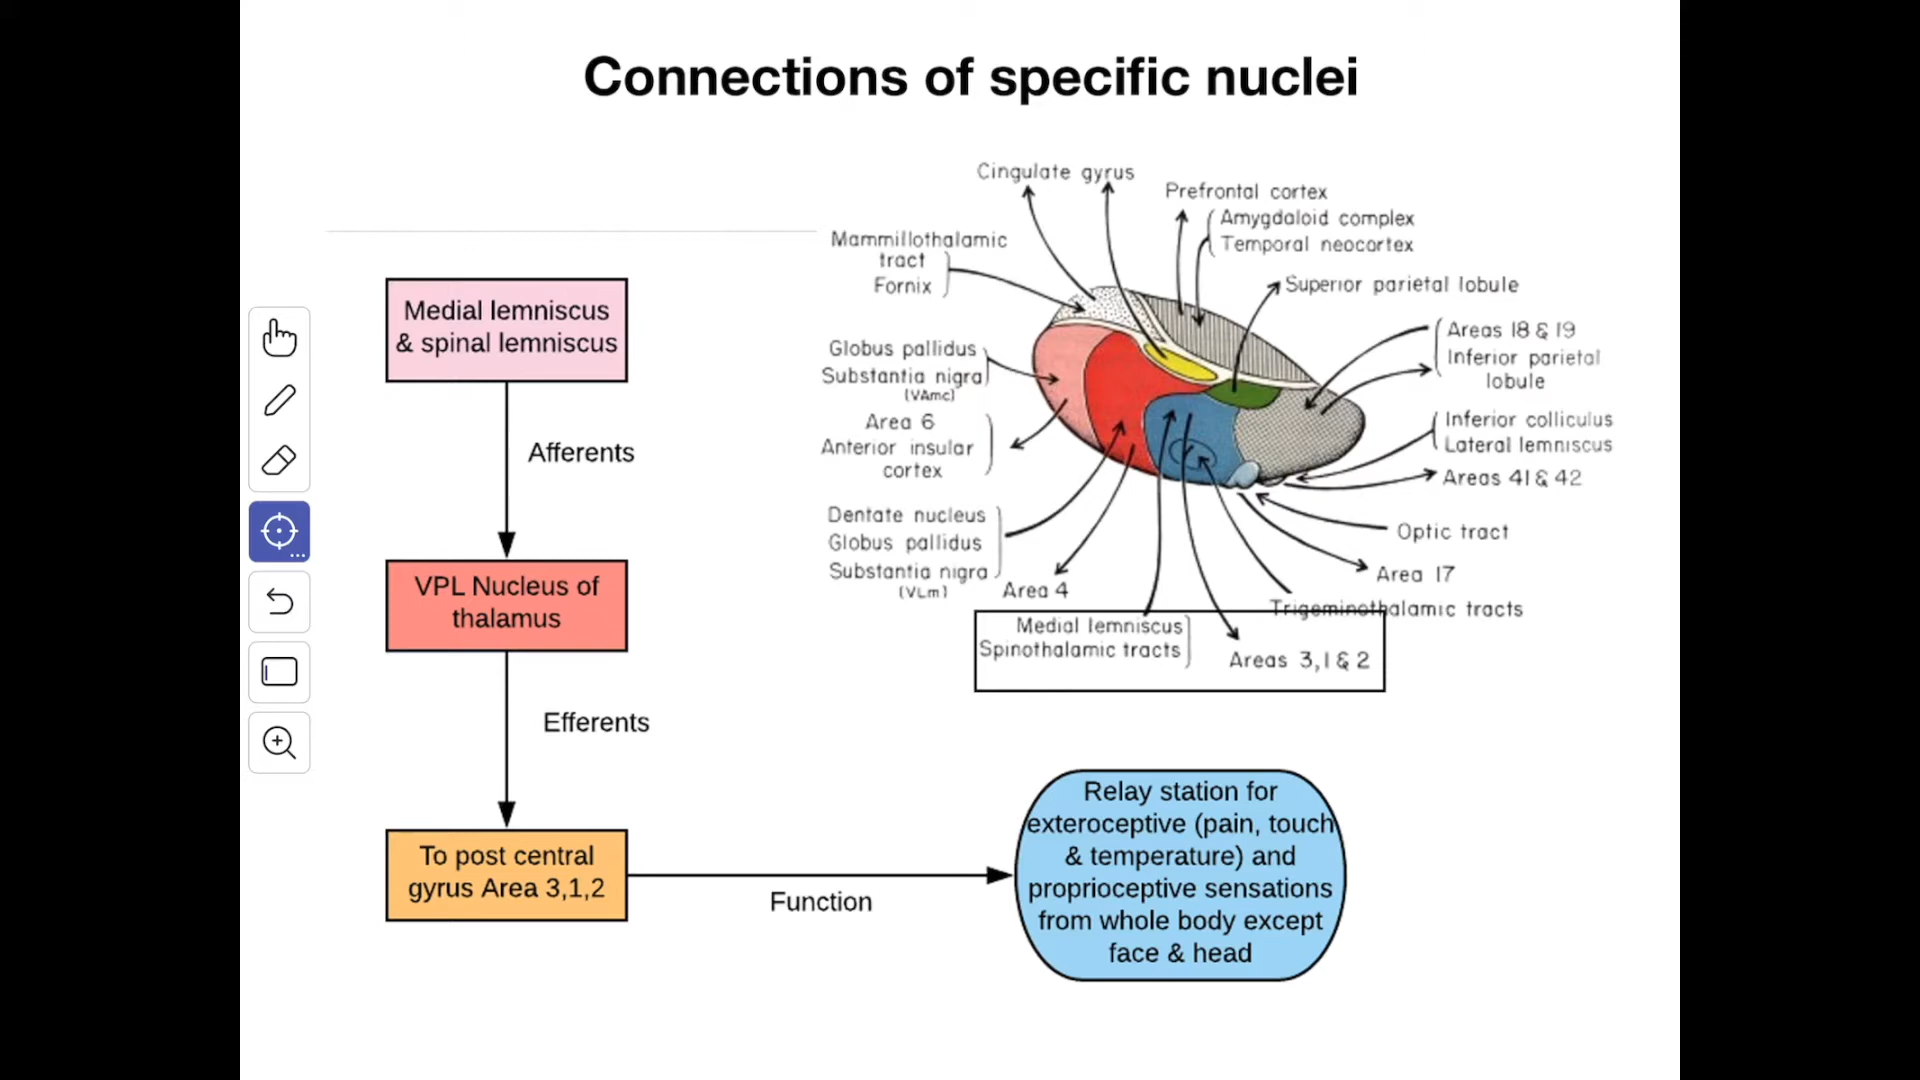 Connections of specific nuclei
Medial lemniscus
& spinal lemniscus
Afferents
VPL Nucleus of
thalamus
Efferents
To post central
gyrus Area 3,1,2
Function
Relay station for
exteroceptive (pain, touch
& temperature) and
proprioceptive sensations
from whole body except
face & head
Cingulate gyrus
Prefrontal cortex
Amygdaloid complex
Temporal neocortex
Mammillothalamic
tract
Fornix
Superior parietal lobule
Areas 18 & 19
Inferior parietal
lobule
Globus pallidus
Substantia nigra
(VAmc)
Area 6
Anterior insular
cortex
Inferior colliculus
Lateral lemniscus
Areas 41 & 42
Dentate nucleus
Globus pallidus
Substantia nigra
(VLm)
Area 4
Optic tract
Area 17
Trigeminothalamic tracts
Medial lemniscus
Spinothalamic tracts
Areas 3,1 & 2